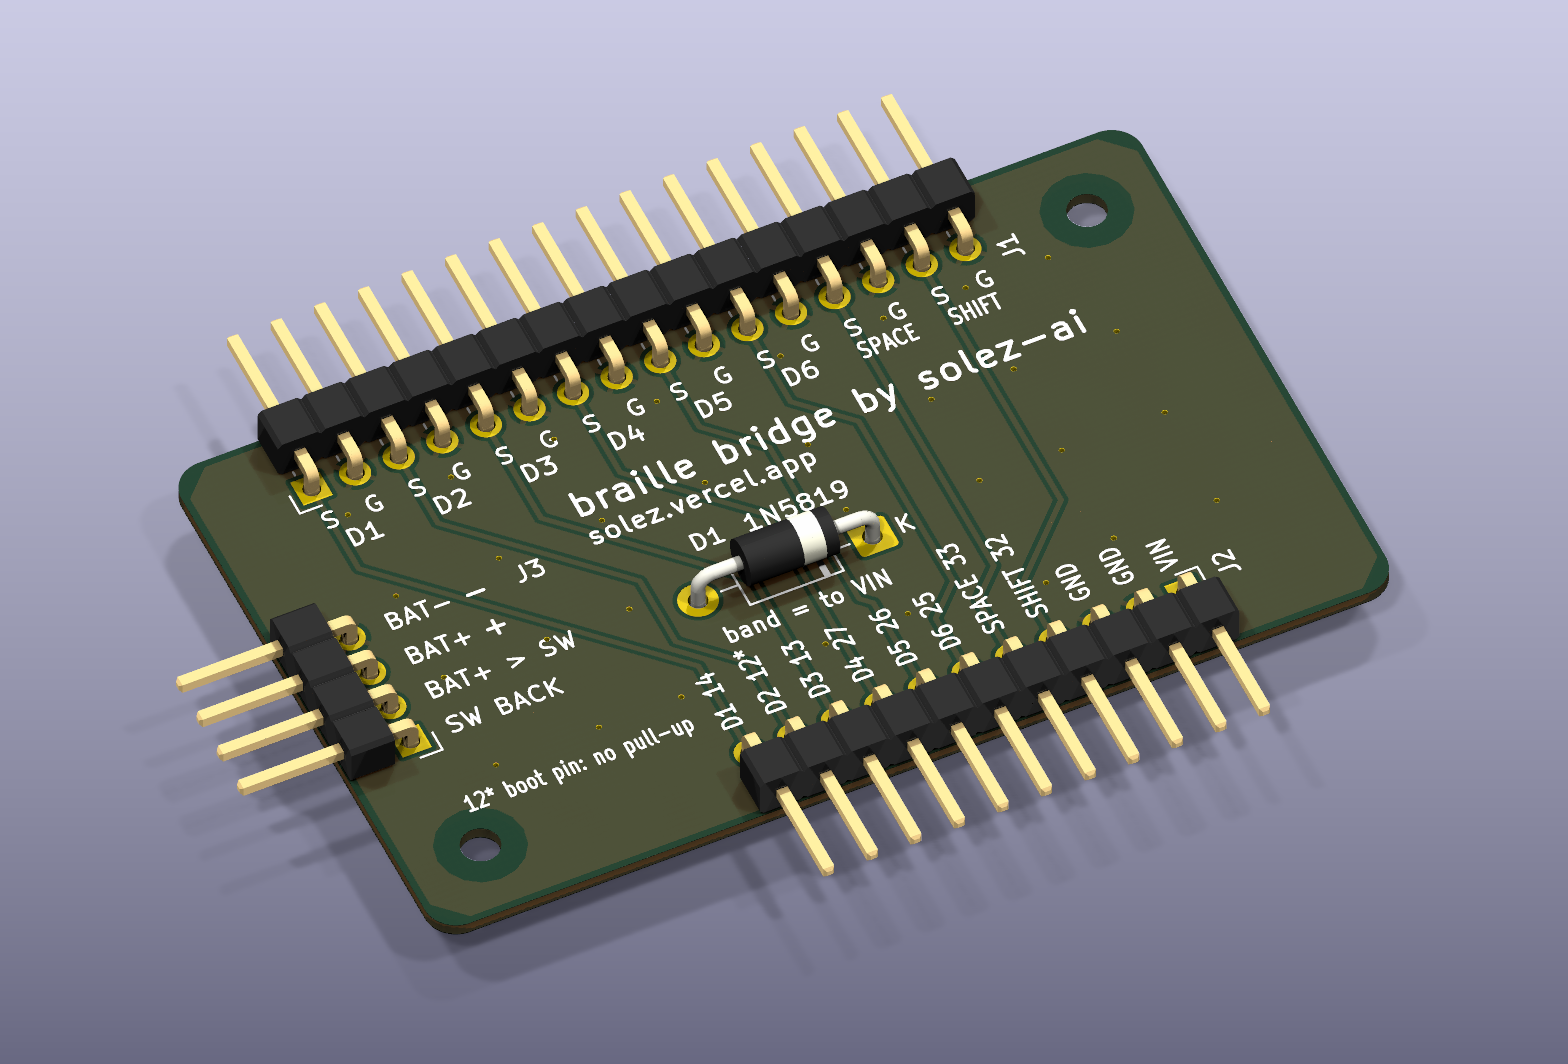 J1
S G S G S G S G S G S G S G S G
D1 D2 D3 D4 D5 D6 SPACE SHIFT
braille bridge by solez-ai
solez.vercel.app
D1 1N5819
K
band = to VIN
J3
BAT- -
BAT+ +
BAT+ > SW
SW BACK
12* boot pin: no pull-up
D1 14
D2 12*
D3 13
D4 27
D5 26
D6 25
SPACE 33
SHIFT 32
GND
GND
VIN
J2